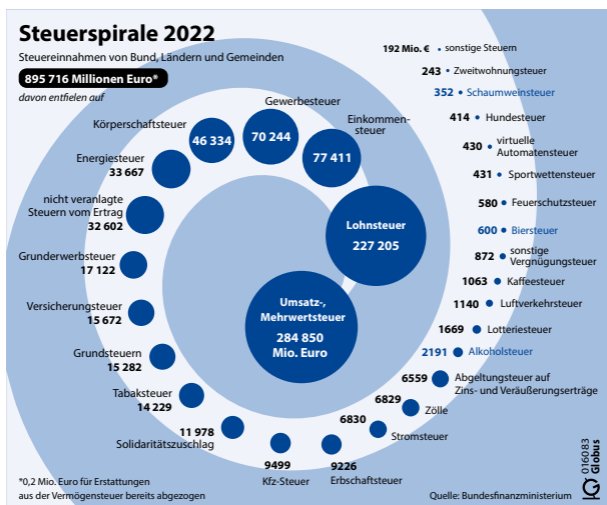 Steuerspirale 2022
Steuereinnahmen von Bund, Ländern und Gemeinden
895 716 Millionen Euro*
davon entfielen auf
Umsatz-,
Mehrwertsteuer
284 850
Mio. Euro
Lohnsteuer
227 205
Einkommen-
steuer
77 411
Gewerbesteuer
70 244
Körperschaftsteuer
46 334
Energiesteuer
33 667
nicht veranlagte
Steuern vom Ertrag
32 602
Grunderwerbsteuer
17 122
Versicherungsteuer
15 672
Grundsteuern
15 282
Tabaksteuer
14 229
11 978
Solidaritätszuschlag
9499
Kfz-Steuer
9226
Erbschaftsteuer
6830
Stromsteuer
6829
Zölle
6559 Abgeltungsteuer auf
Zins- und Veräußerungserträge
2191 Alkoholsteuer
1669 Lotteriesteuer
1140 Luftverkehrsteuer
1063 Kaffeesteuer
872 sonstige
Vergnügungsteuer
600 Biersteuer
580 Feuerschutzsteuer
431 Sportwettensteuer
430 virtuelle
Automatensteuer
414 Hundesteuer
352 Schaumweinsteuer
243 Zweitwohnungsteuer
192 Mio. € sonstige Steuern
*0,2 Mio. Euro für Erstattungen
aus der Vermögensteuer bereits abgezogen
Quelle: Bundesfinanzministerium
016083
Globus